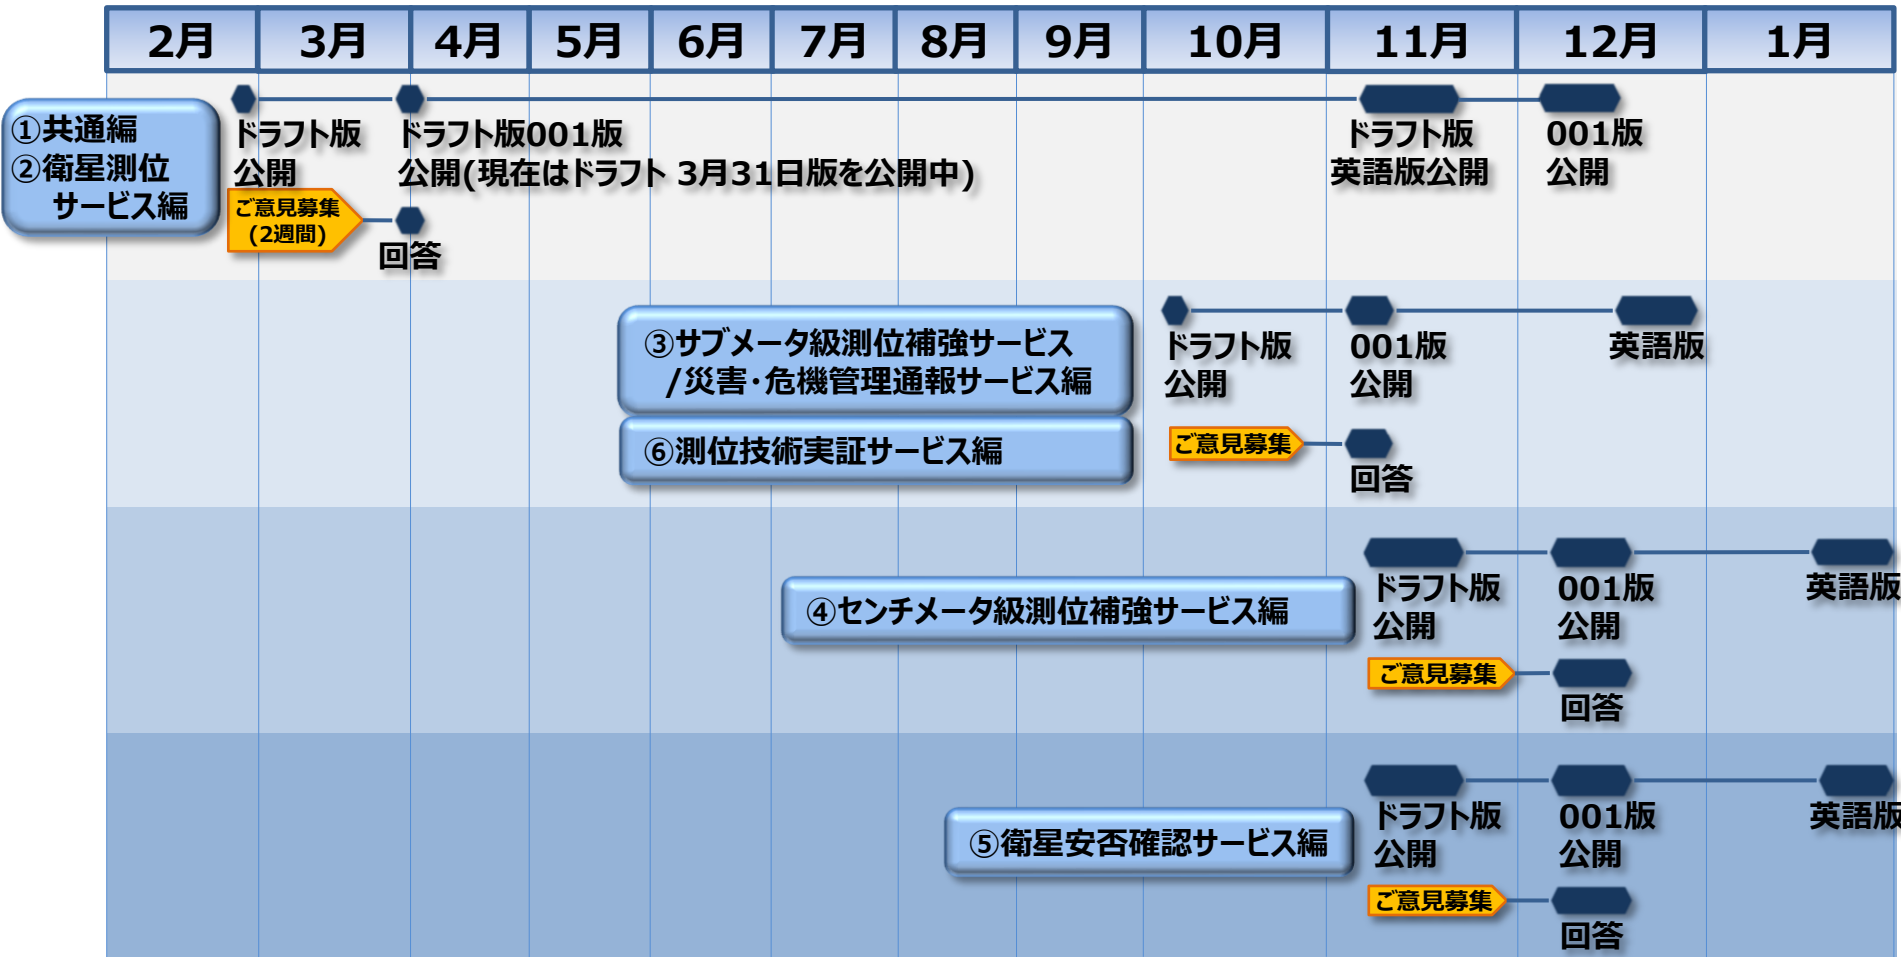 2月 3月 4月 5月 6月 7月 8月 9月 10月 11月 12月 1月
①共通編
②衛星測位
サービス編
ドラフト版
公開
ドラフト版001版
公開(現在はドラフト 3月31日版を公開中)
ドラフト版
英語版公開
001版
公開
ご意見募集
(2週間)
回答
③サブメータ級測位補強サービス
/災害・危機管理通報サービス編
⑥測位技術実証サービス編
ドラフト版
公開
001版
公開
英語版
ご意見募集
回答
④センチメータ級測位補強サービス編
ドラフト版
公開
001版
公開
英語版
ご意見募集
回答
⑤衛星安否確認サービス編
ドラフト版
公開
001版
公開
英語版
ご意見募集
回答